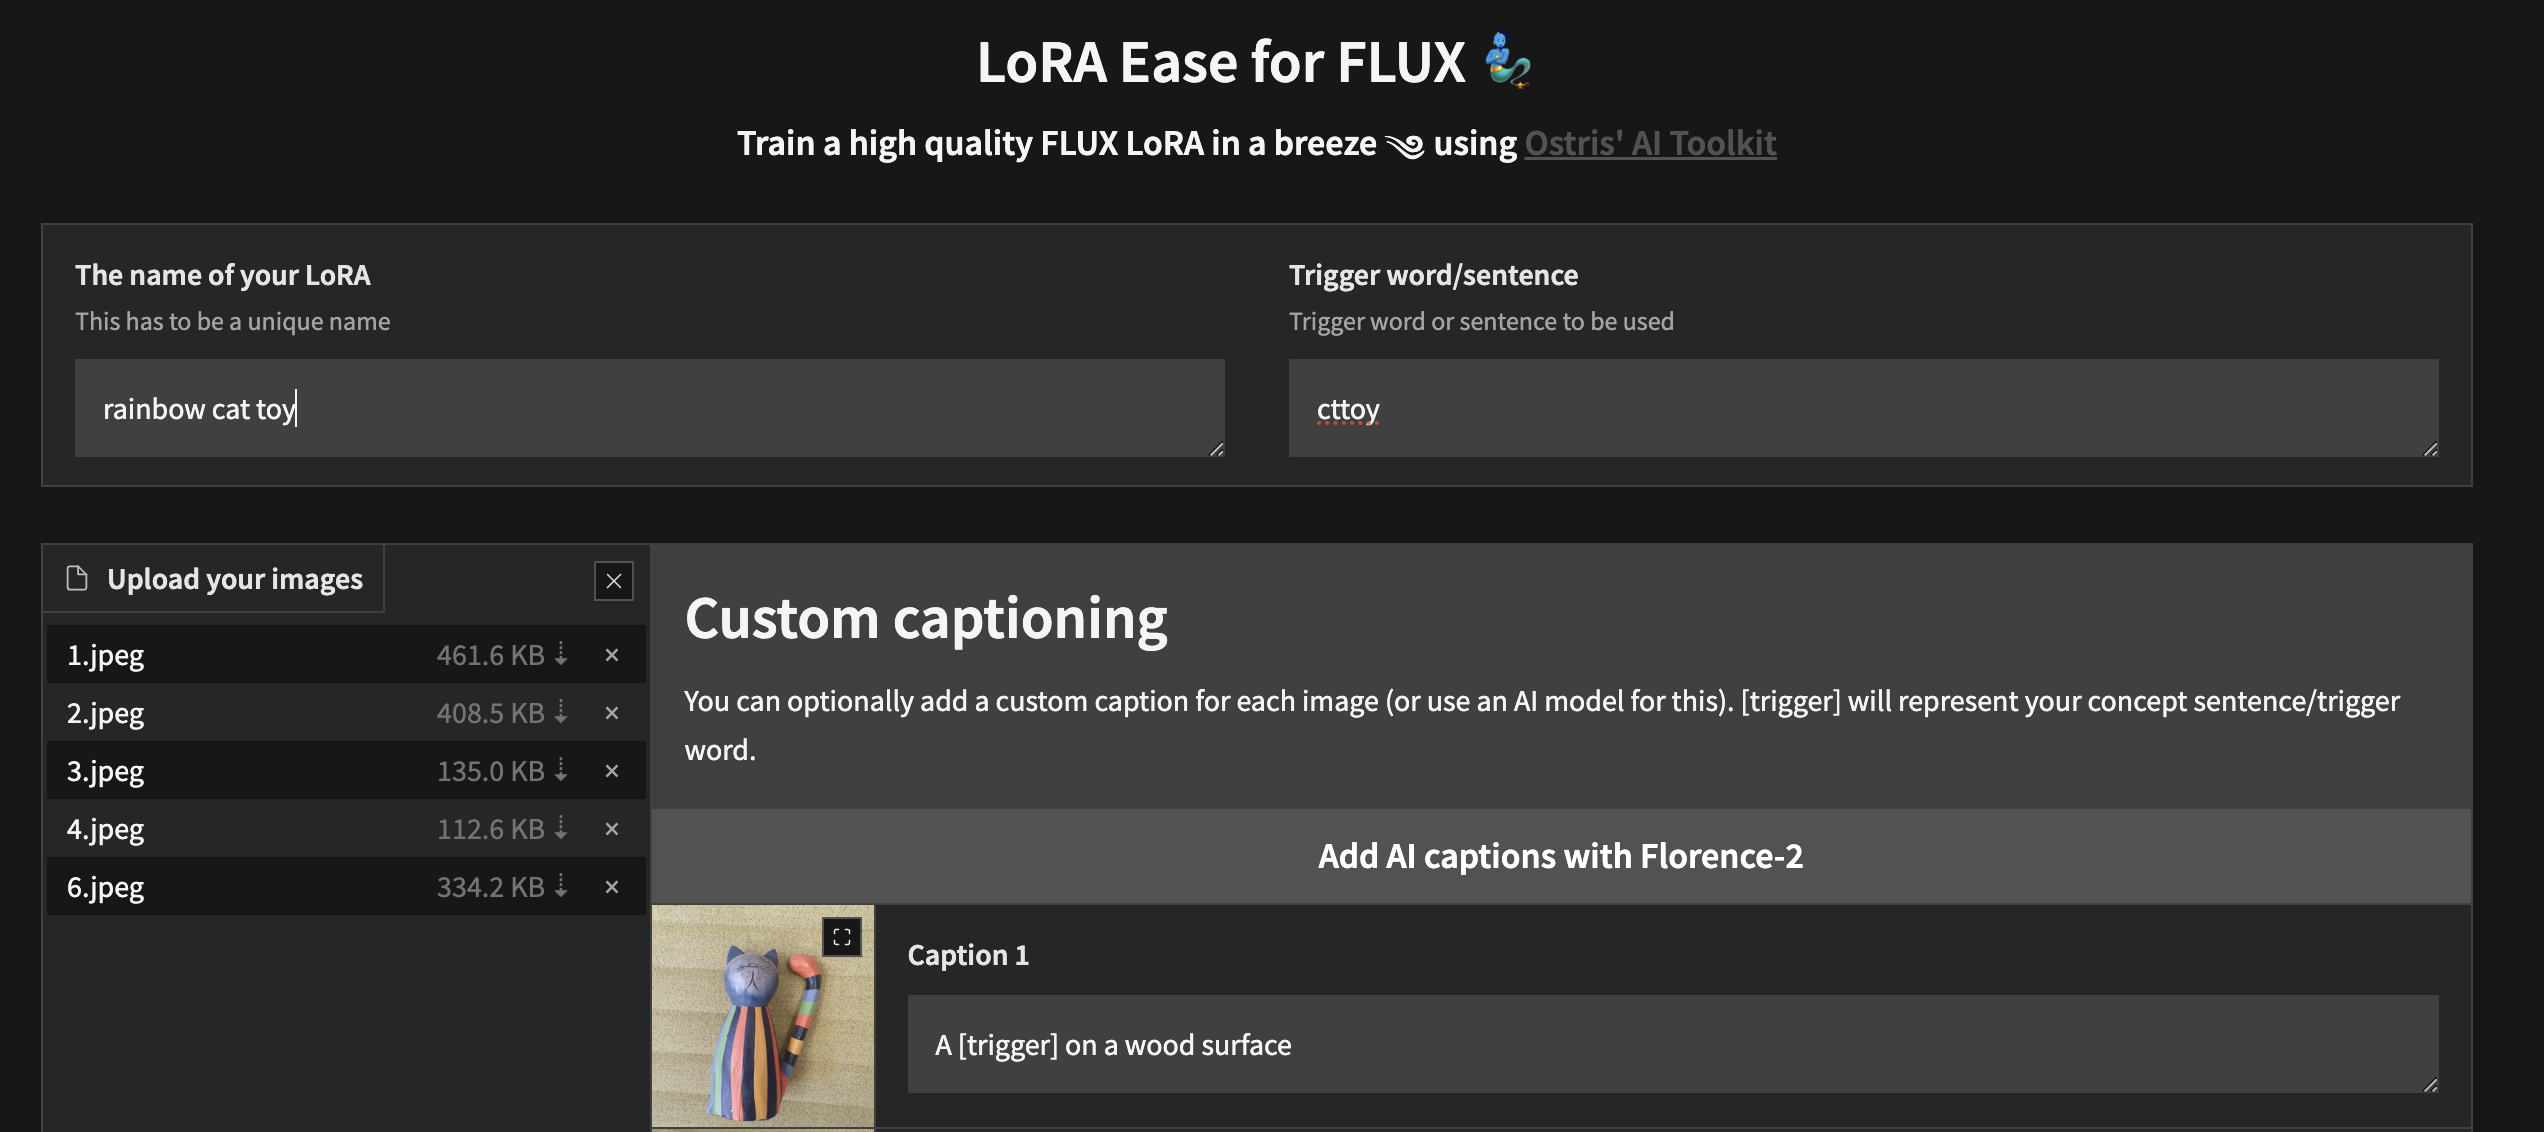 LoRA Ease for FLUX 🧞‍♂️
Train a high quality FLUX LoRA in a breeze ༄ using Ostris' AI Toolkit
The name of your LoRA
This has to be a unique name
rainbow cat toy
Trigger word/sentence
Trigger word or sentence to be used
cttoy
Upload your images
1.jpeg 461.6 KB ⇣ ×
2.jpeg 408.5 KB ⇣ ×
3.jpeg 135.0 KB ⇣ ×
4.jpeg 112.6 KB ⇣ ×
6.jpeg 334.2 KB ⇣ ×
Custom captioning
You can optionally add a custom caption for each image (or use an AI model for this). [trigger] will represent your concept sentence/trigger
word.
Add AI captions with Florence-2
Caption 1
A [trigger] on a wood surface